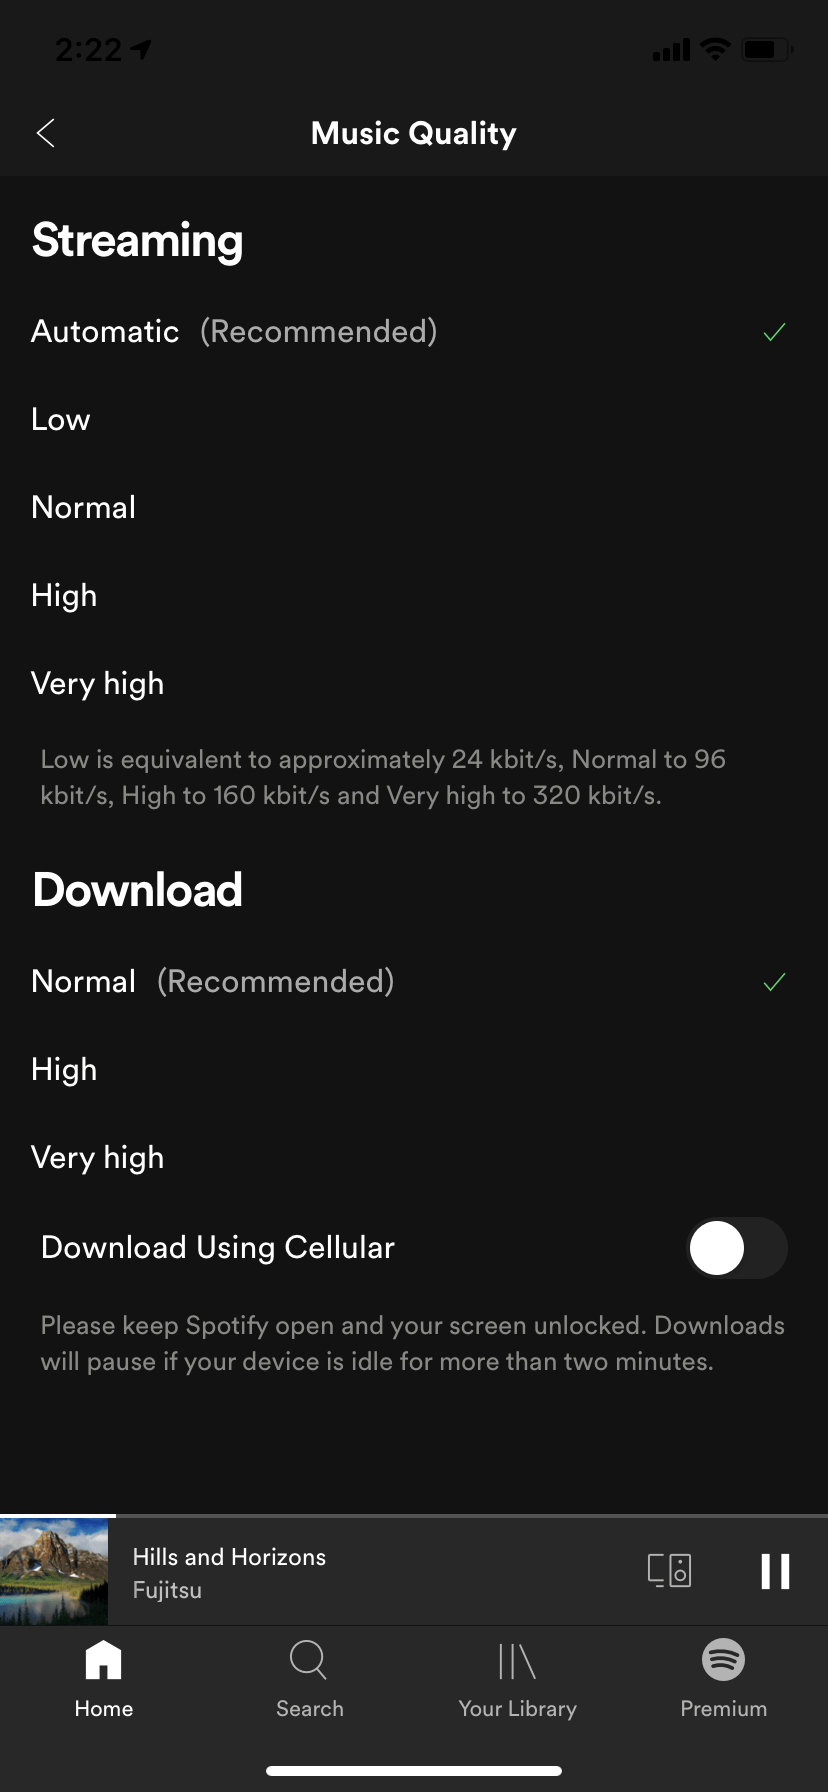 2:22
Music Quality
Streaming
Automatic (Recommended)
Low
Normal
High
Very high
Low is equivalent to approximately 24 kbit/s, Normal to 96
kbit/s, High to 160 kbit/s and Very high to 320 kbit/s.
Download
Normal (Recommended)
High
Very high
Download Using Cellular
Please keep Spotify open and your screen unlocked. Downloads
will pause if your device is idle for more than two minutes.
Hills and Horizons
Fujitsu
Home
Search
Your Library
Premium